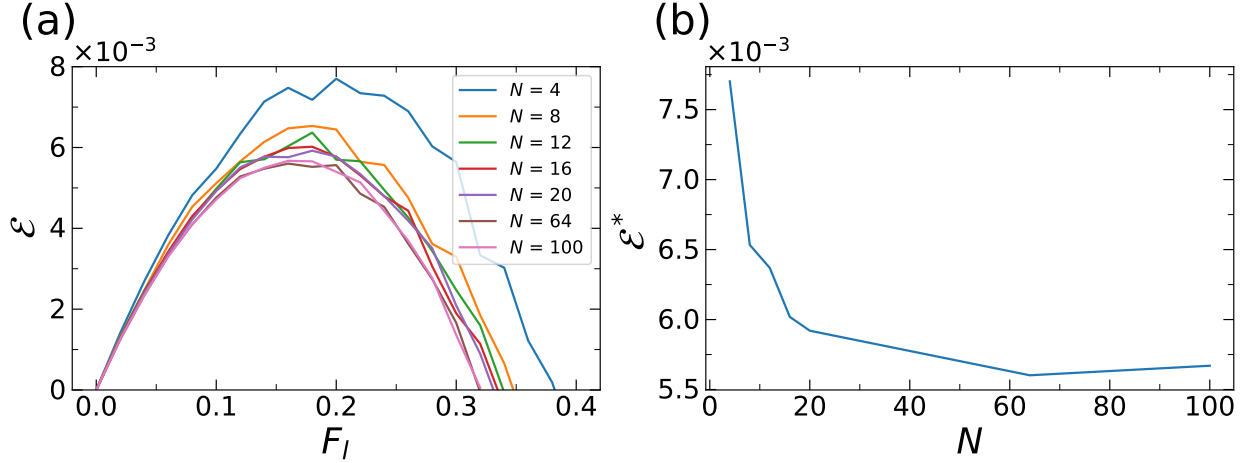 (a)
×10⁻³
8
6
4
2
0
ℰ
0.0 0.1 0.2 0.3 0.4
F_l
N = 4
N = 8
N = 12
N = 16
N = 20
N = 64
N = 100
(b)
×10⁻³
7.5
7.0
6.5
6.0
5.5
ℰ*
0 20 40 60 80 100
N